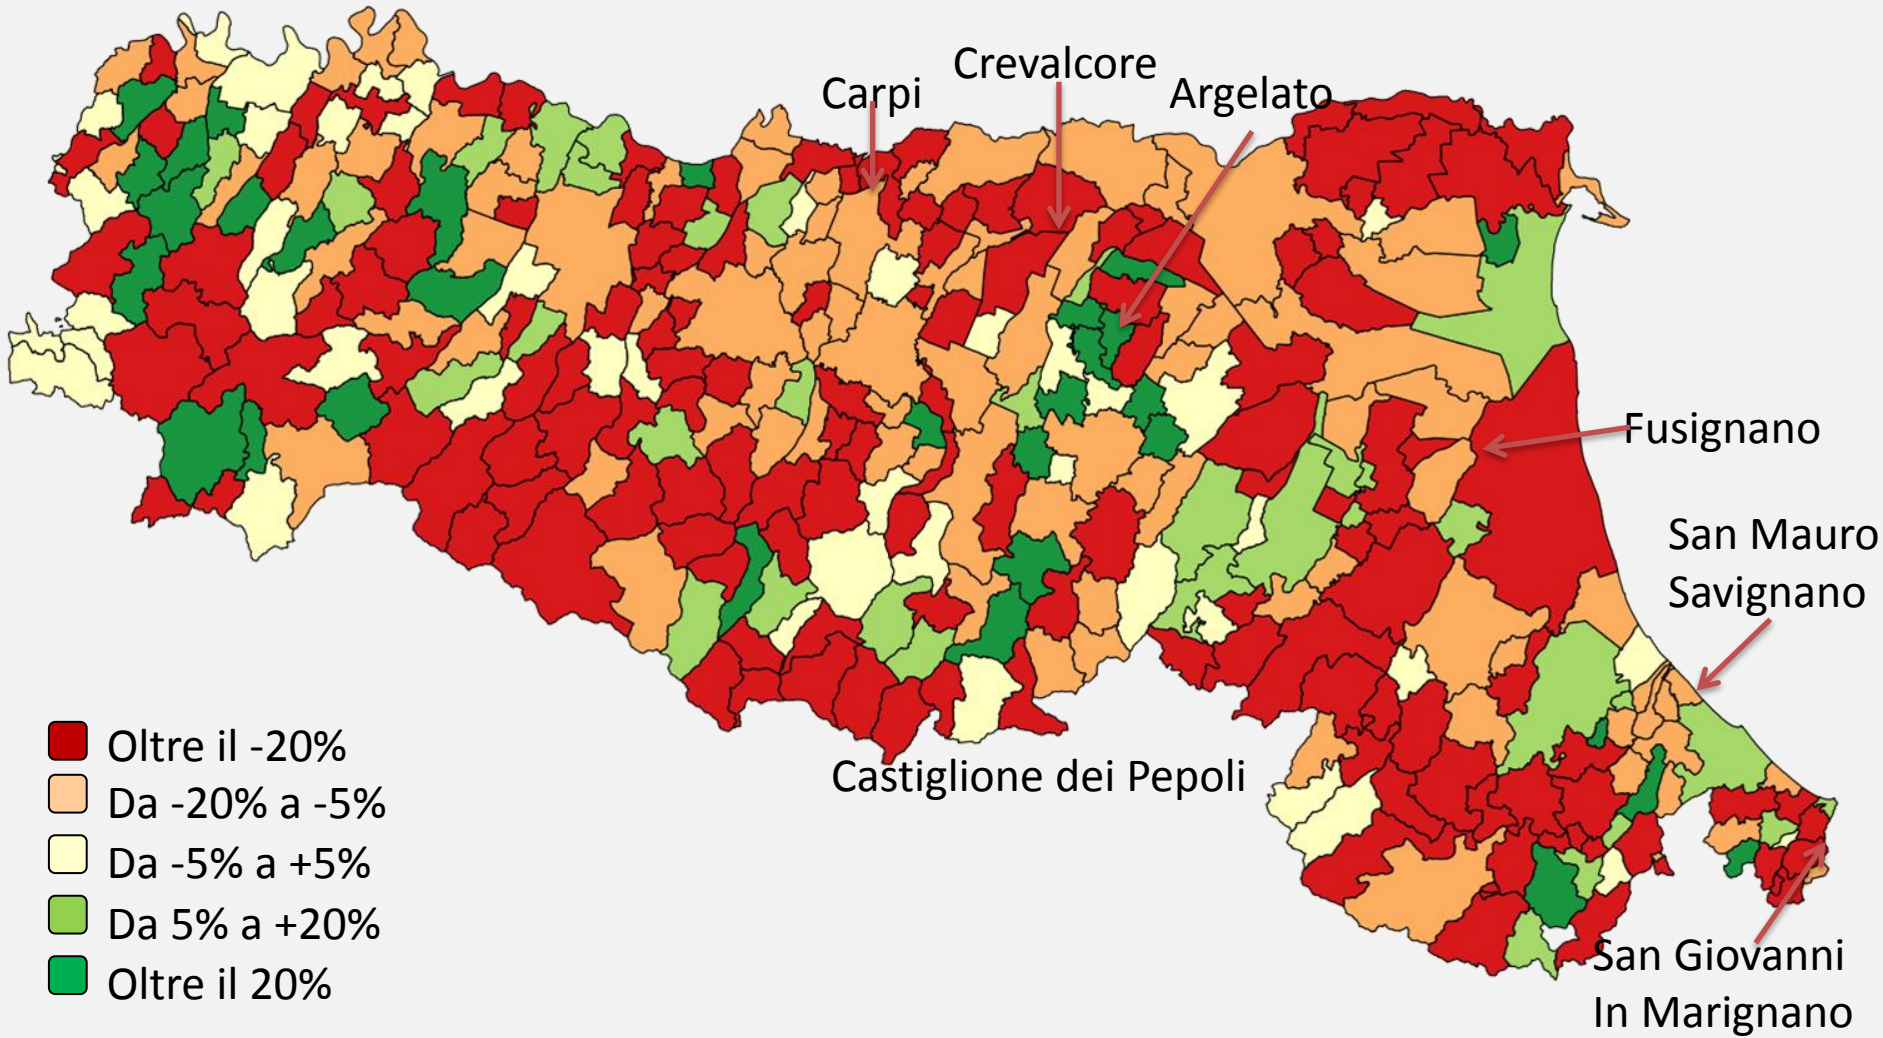 Crevalcore
Carpi
Argelato
Fusignano
San Mauro
Savignano
Oltre il -20%
Castiglione dei Pepoli
Da -20% a -5%
Da -5% a +5%
Da 5% a +20%
Oltre il 20%
San Giovanni
In Marignano